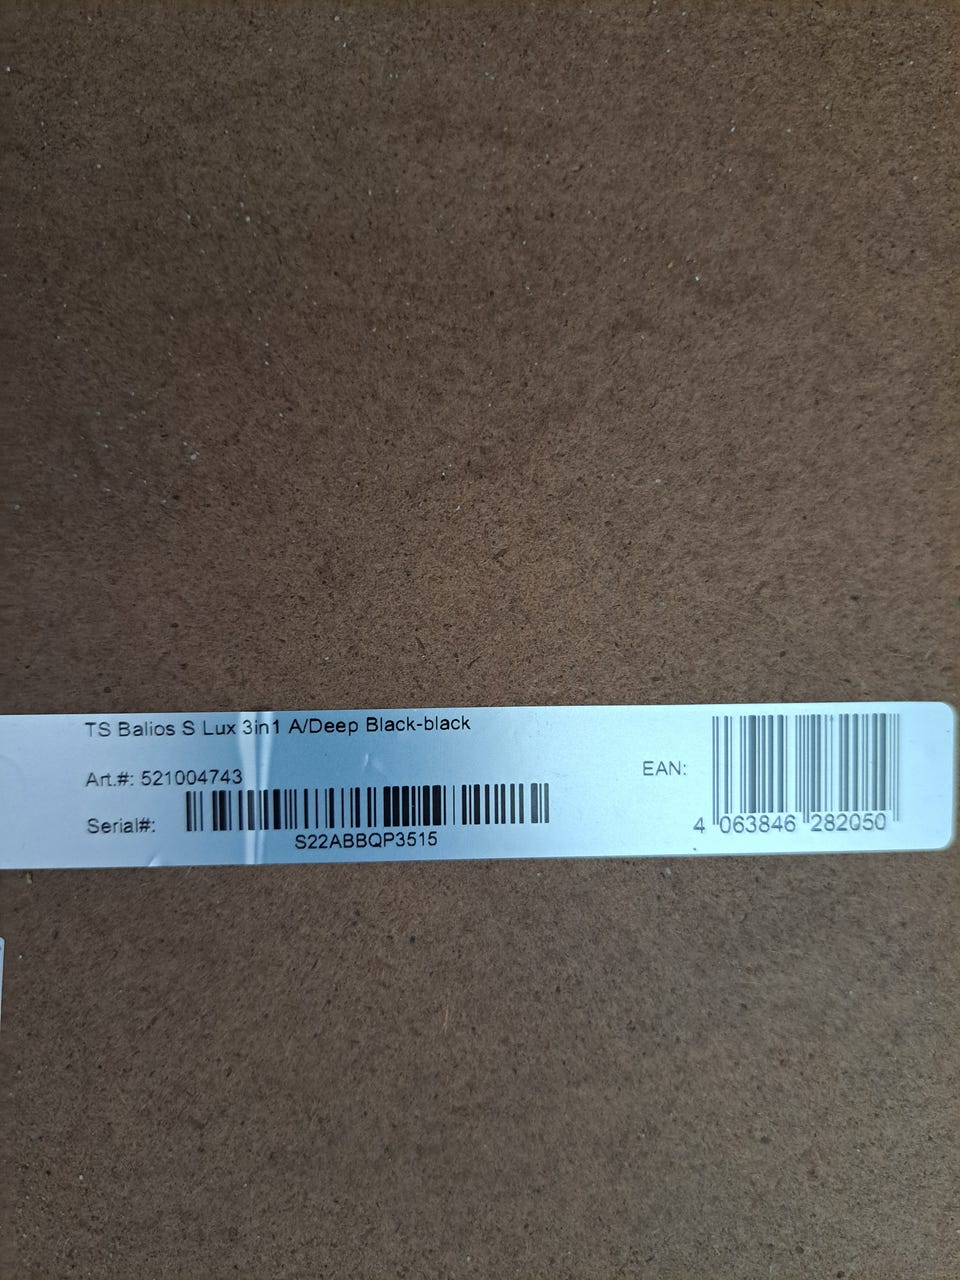 TS Balios S Lux 3in1 A/Deep Black-black
Art.#: 521004743
Serial#:
S22ABBQP3515
EAN:
4 063846 282050